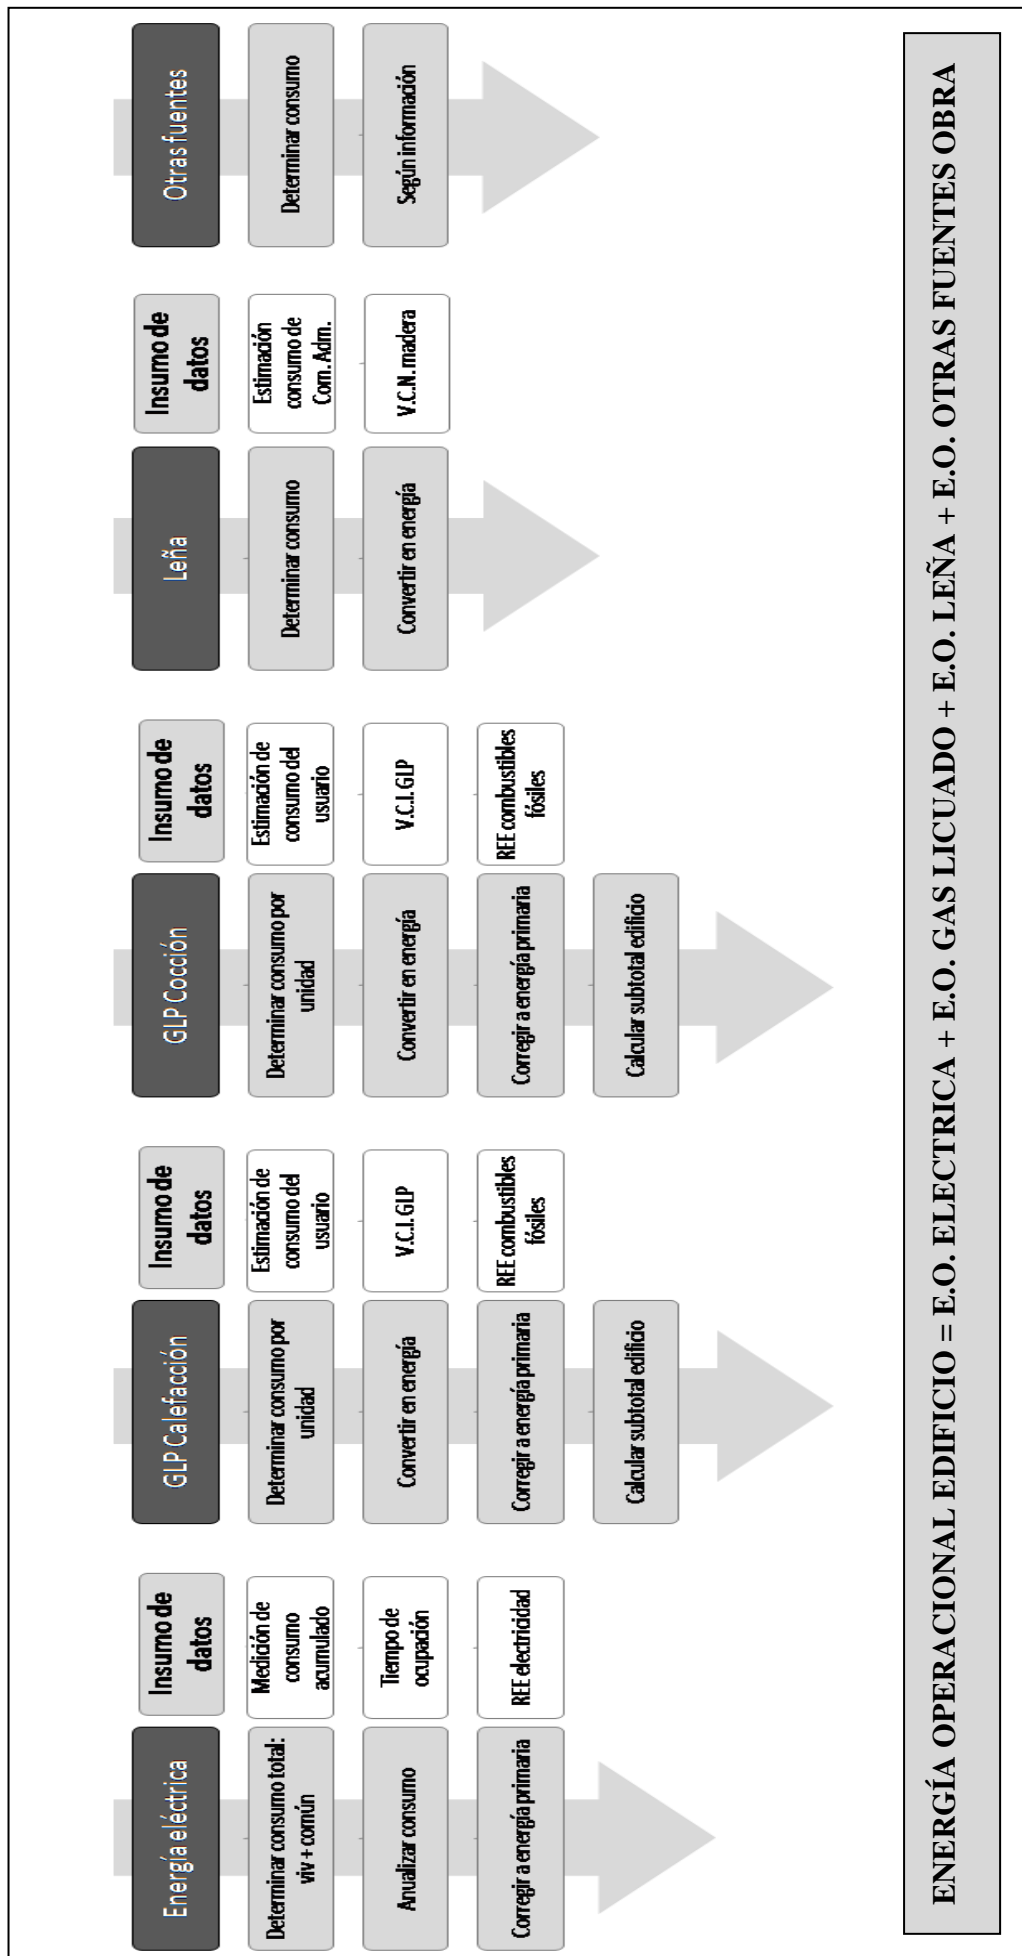 Energía eléctrica
Determinar consumo total:
viv + común
Anualizar consumo
Corregir a energía primaria
Insumo de
datos
Medición de
consumo
acumulado
Tiempo de
ocupación
REE electricidad
GLP Calefacción
Determinar consumo por
unidad
Convertir en energía
Corregir a energía primaria
Calcular subtotal edificio
Insumo de
datos
Estimación de
consumo del
usuario
V.C.I. GLP
REE combustibles
fósiles
GLP Cocción
Determinar consumo por
unidad
Convertir en energía
Corregir a energía primaria
Calcular subtotal edificio
Insumo de
datos
Estimación de
consumo del
usuario
V.C.I. GLP
REE combustibles
fósiles
Leña
Determinar consumo
Convertir en energía
Insumo de
datos
Estimación
consumo de
Com. Adm.
V.C.N. madera
Otras fuentes
Determinar consumo
Según información
ENERGÍA OPERACIONAL EDIFICIO = E.O. ELECTRICA + E.O. GAS LICUADO + E.O. LEÑA + E.O. OTRAS FUENTES OBRA